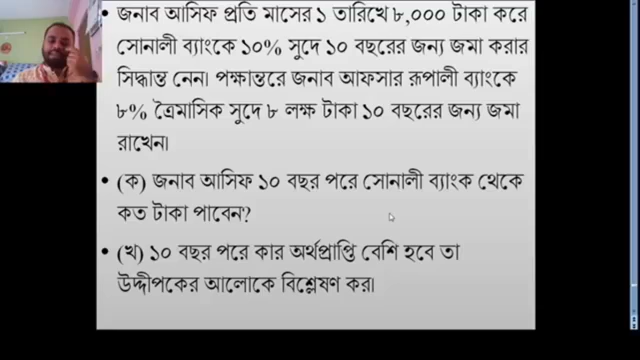 • জনাব আসিফ প্রতি মাসের ১ তারিখে ৮,০০০ টাকা করে
সোনালী ব্যাংকে ১০% সুদে ১০ বছরের জন্য জমা করার
সিদ্ধান্ত নেন। পক্ষান্তরে জনাব আফসার রূপালী ব্যাংকে
৮% ত্রৈমাসিক সুদে ৮ লক্ষ টাকা ১০ বছরের জন্য জমা
রাখেন।
• (ক) জনাব আসিফ ১০ বছর পরে সোনালী ব্যাংক থেকে
কত টাকা পাবেন?
• (খ) ১০ বছর পরে কার অর্থপ্রাপ্তি বেশি হবে তা
উদ্দীপকের আলোকে বিশ্লেষণ কর।